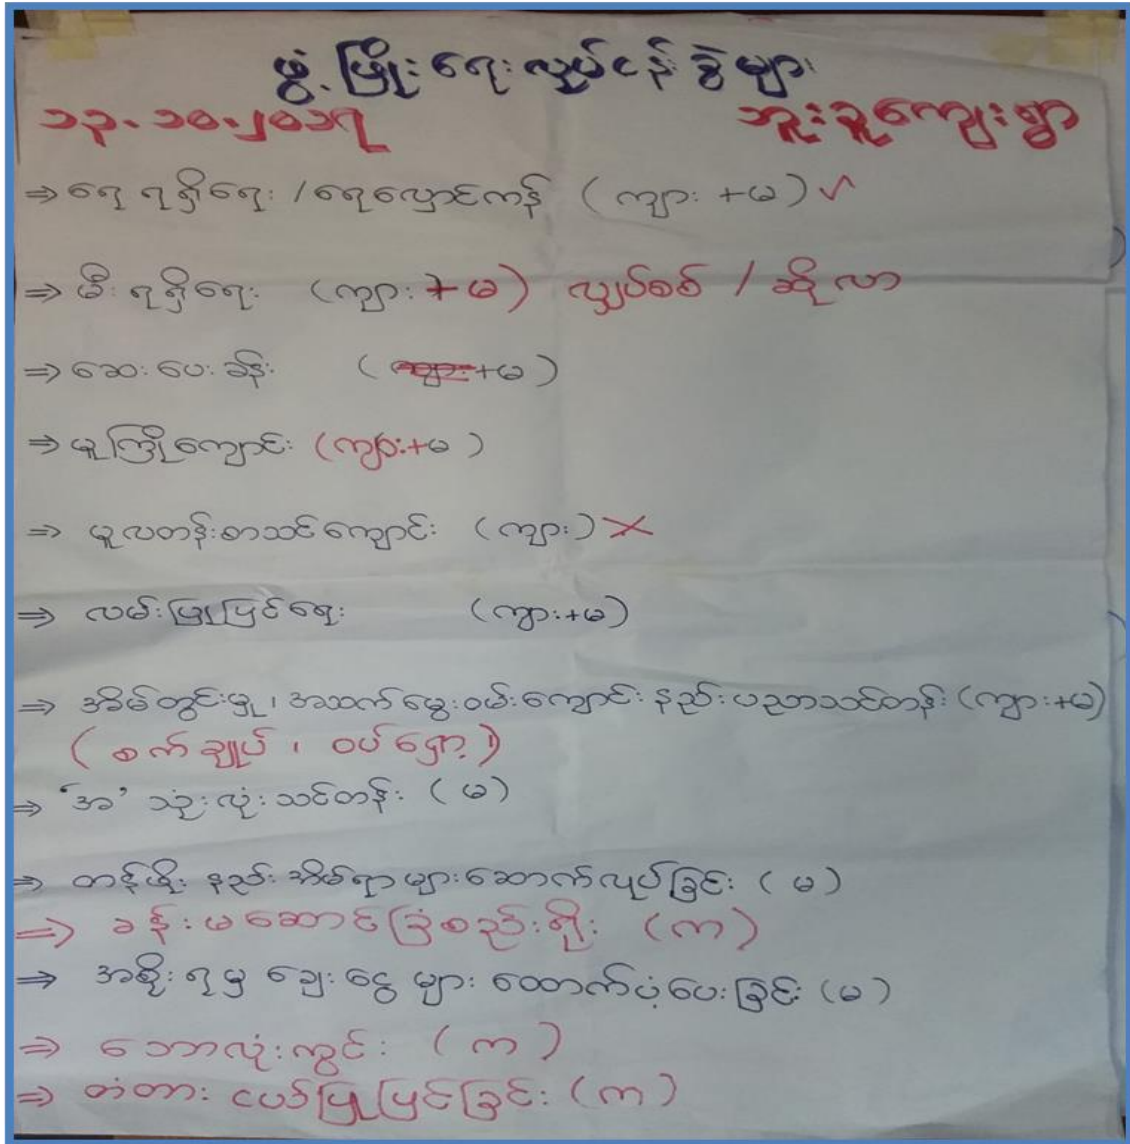 ဖွံ့ဖြိုးရေးလုပ်ငန်းခွဲများ
၁၃.၁၀.၂၀၁၇ ဘူးခူကျေးရွာ
⇒ ရေရရှိရေး / ရေလှောင်ကန် (ကျား + မ) ✓
⇒ မီးရရှိရေး (ကျား + မ) လျှပ်စစ် / ဆိုလာ
⇒ ဆေးပေးခန်း (ကျား + မ)
⇒ မူကြိုကျောင်း (ကျား+မ)
⇒ မူလတန်းစာသင်ကျောင်း (ကျား) ✗
⇒ လမ်းပြုပြင်ရေး (ကျား+မ)
⇒ အိမ်တွင်းမှု၊ အသက်မွေးဝမ်းကျောင်းနည်းပညာသင်တန်း (ကျား+မ)
(စက်ချုပ်၊ ဝပ်ရှော့)
⇒ 'အ' သုံးလုံးသင်တန်း (မ)
⇒ တန်ဖိုးနည်းအိမ်ရာများဆောက်လုပ်ခြင်း (မ)
⇒ ခန်းမဆောင်ခြံစည်းရိုး (က)
⇒ အစိုးရမှ ချေးငွေများ ထောက်ပံ့ပေးခြင်း (မ)
⇒ ဘောလုံးကွင်း (က)
⇒ တံတား ငယ်ပြုပြင်ခြင်း (က)